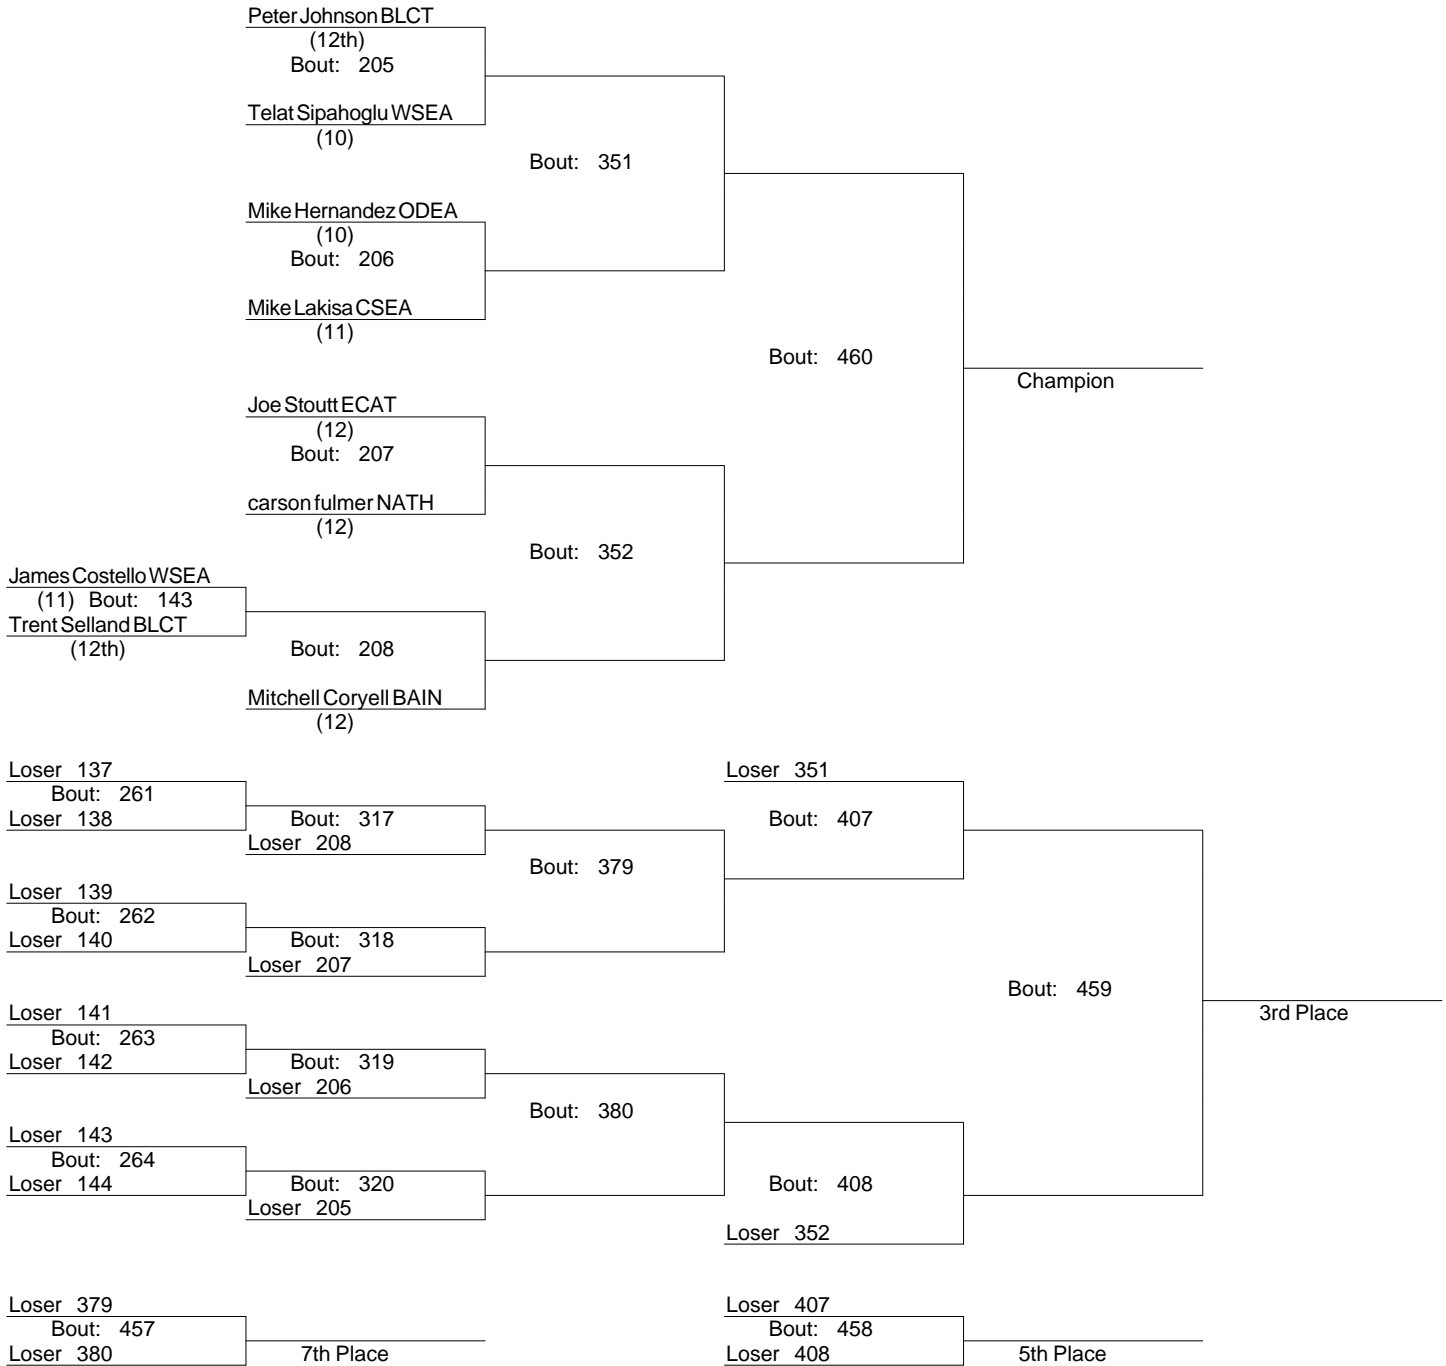 Peter Johnson BLCT
(12th)
Bout: 205
Telat Sipahoglu WSEA
(10)
Bout: 351
Mike Hernandez ODEA
(10)
Bout: 206
Mike Lakisa CSEA
(11)
Bout: 460
Champion
Joe Stoutt ECAT
(12)
Bout: 207
carson fulmer NATH
(12)
Bout: 352
James Costello WSEA
(11) Bout: 143
Trent Selland BLCT
(12th)
Bout: 208
Mitchell Coryell BAIN
(12)
Loser 137
Bout: 261
Loser 138
Bout: 317
Loser 208
Bout: 379
Loser 351
Bout: 407
Loser 139
Bout: 262
Loser 140
Bout: 318
Loser 207
Bout: 459
3rd Place
Loser 141
Bout: 263
Loser 142
Bout: 319
Loser 206
Bout: 380
Loser 143
Bout: 264
Loser 144
Bout: 320
Loser 205
Bout: 408
Loser 352
Loser 379
Bout: 457
Loser 380
7th Place
Loser 407
Bout: 458
Loser 408
5th Place